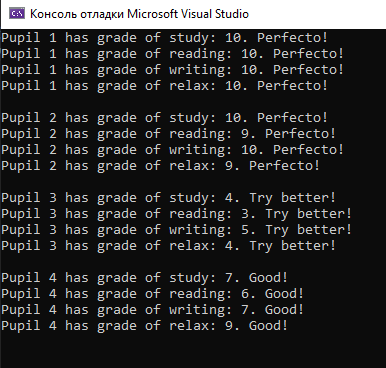 Консоль отладки Microsoft Visual Studio
Pupil 1 has grade of study: 10. Perfecto!
Pupil 1 has grade of reading: 10. Perfecto!
Pupil 1 has grade of writing: 10. Perfecto!
Pupil 1 has grade of relax: 10. Perfecto!
Pupil 2 has grade of study: 10. Perfecto!
Pupil 2 has grade of reading: 9. Perfecto!
Pupil 2 has grade of writing: 10. Perfecto!
Pupil 2 has grade of relax: 9. Perfecto!
Pupil 3 has grade of study: 4. Try better!
Pupil 3 has grade of reading: 3. Try better!
Pupil 3 has grade of writing: 5. Try better!
Pupil 3 has grade of relax: 4. Try better!
Pupil 4 has grade of study: 7. Good!
Pupil 4 has grade of reading: 6. Good!
Pupil 4 has grade of writing: 7. Good!
Pupil 4 has grade of relax: 9. Good!